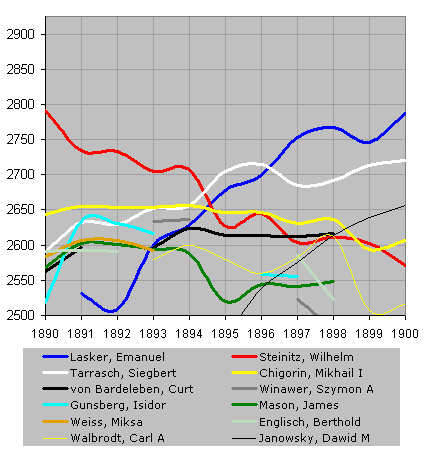 2900
2850
2800
2750
2700
2650
2600
2550
2500
1890 1891 1892 1893 1894 1895 1896 1897 1898 1899 1900
Lasker, Emanuel Steinitz, Wilhelm
Tarrasch, Siegbert Chigorin, Mikhail I
von Bardeleben, Curt Winawer, Szymon A
Gunsberg, Isidor Mason, James
Weiss, Miksa Englisch, Berthold
Walbrodt, Carl A Janowsky, Dawid M